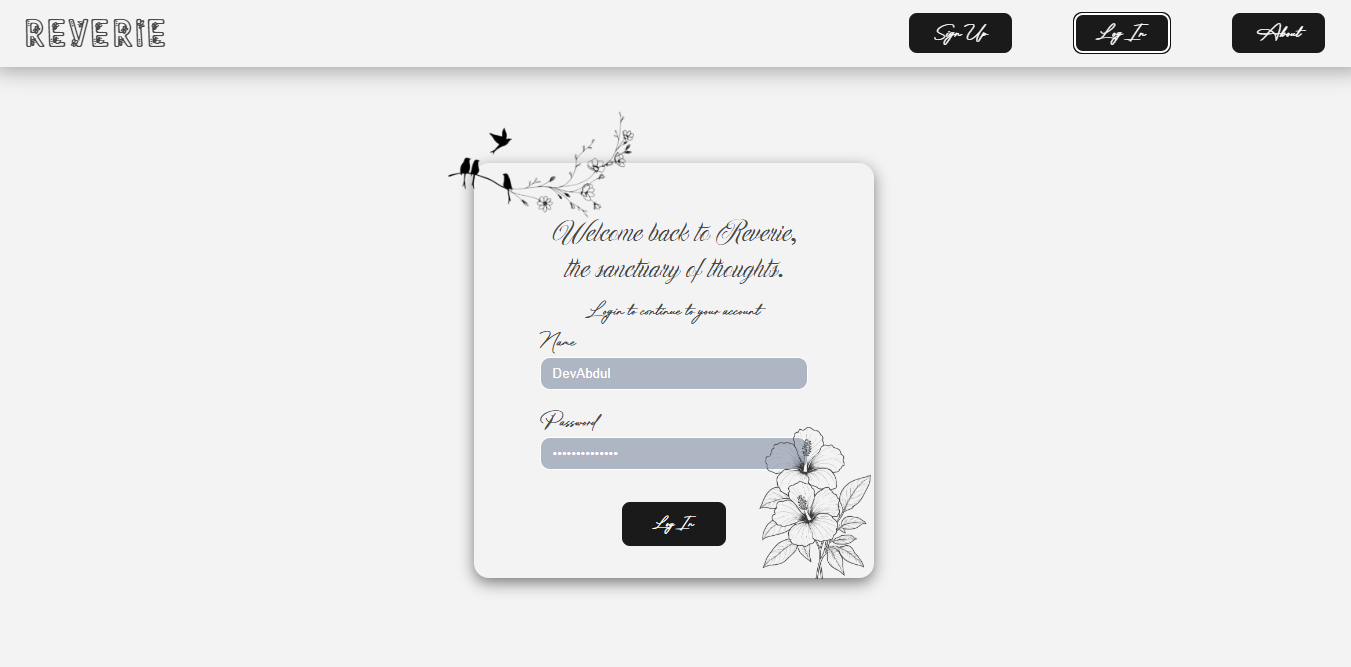 REVERIE
Sign Up
Log In
About
Welcome back to Reverie,
the sanctuary of thoughts.
Login to continue to your account
Name
DevAbdul
Password
••••••••••••••
Log In